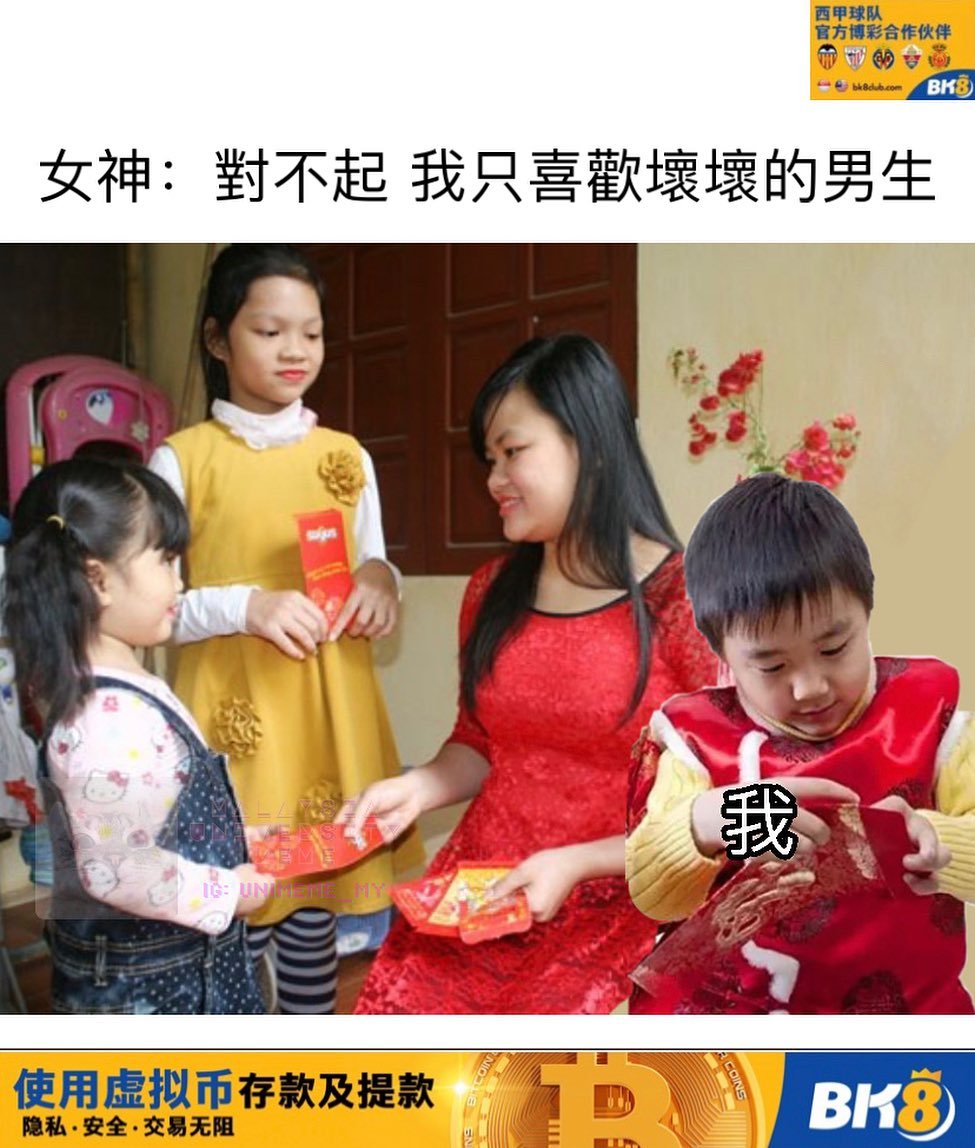 西甲球队
官方博彩合作伙伴
bk8club.com
BK8
女神：對不起 我只喜歡壞壞的男生
sugus
我
MALAYSIA
UNIVERSITY
MEME
IG: UNIMEME_MY
使用虚拟币存款及提款
隐私·安全·交易无阻
BITCOIN
BK8